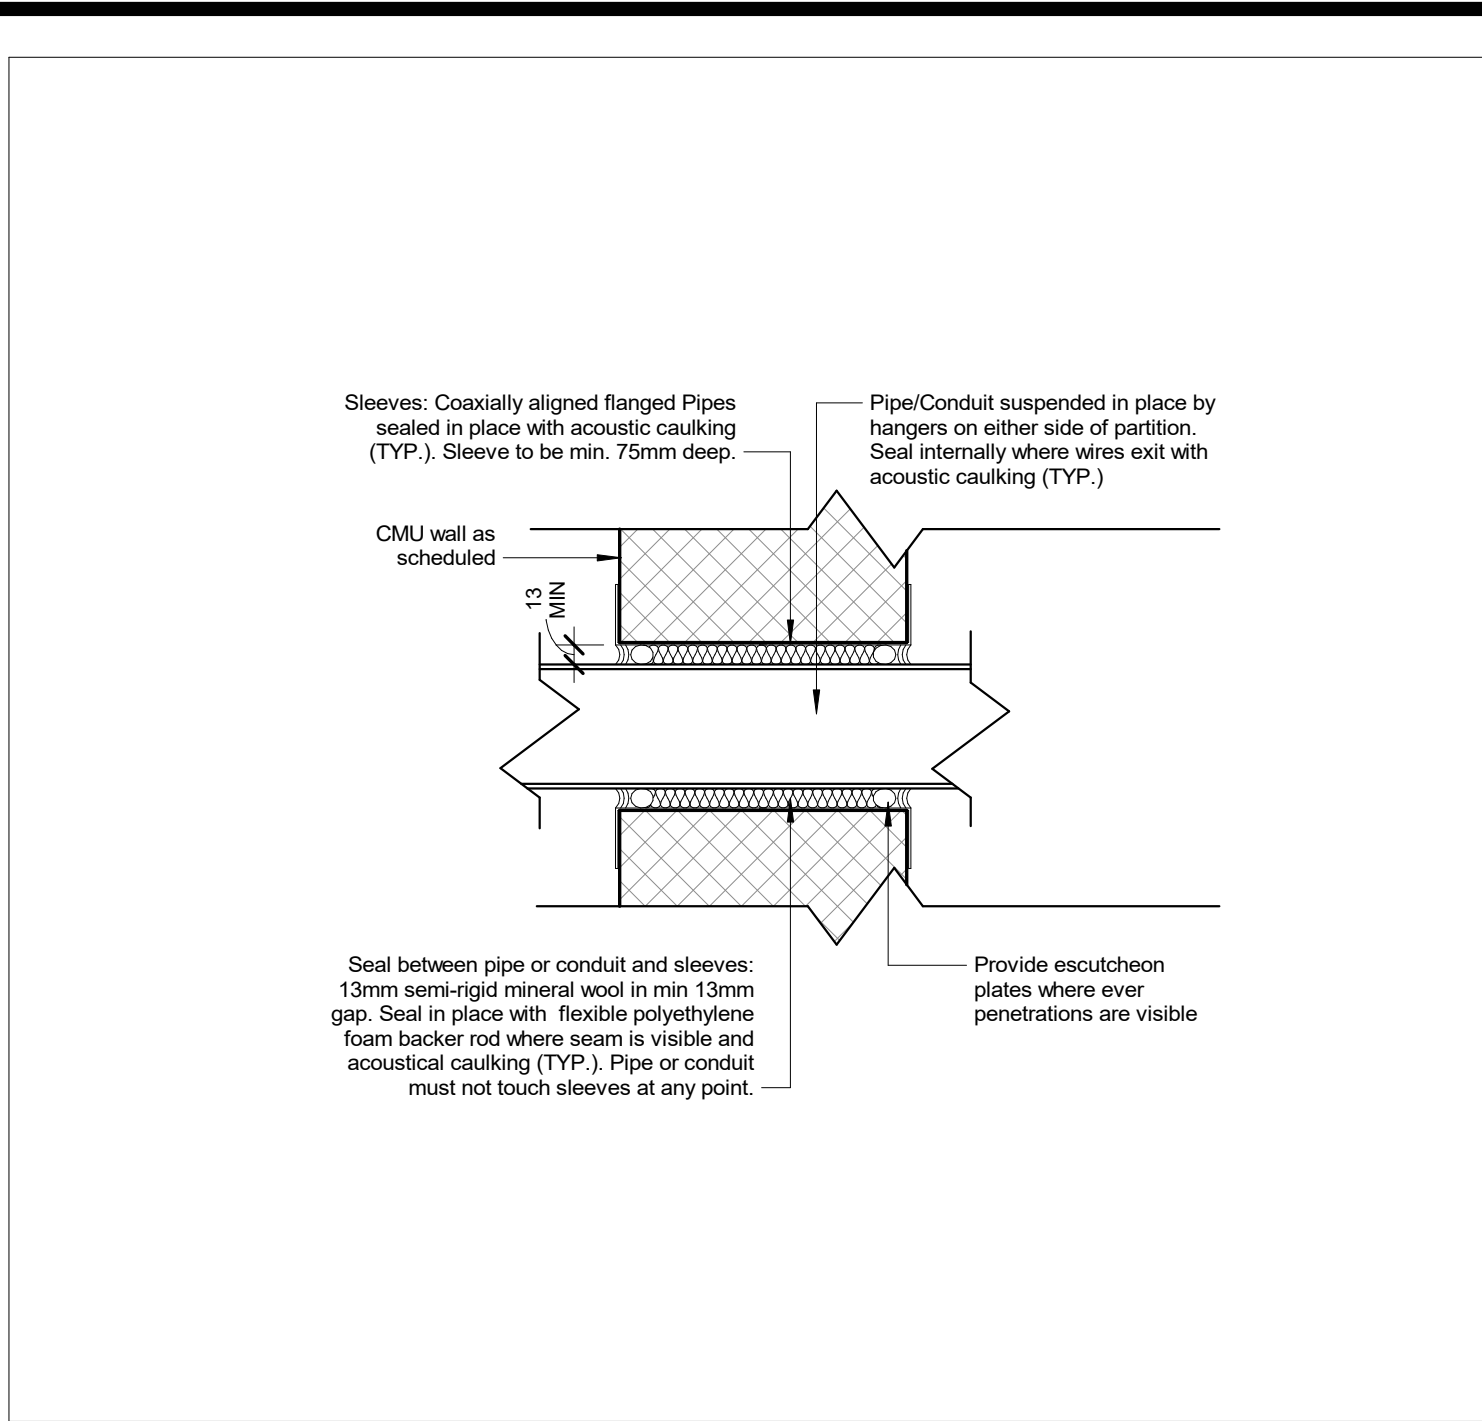 Sleeves: Coaxially aligned flanged Pipes
sealed in place with acoustic caulking
(TYP.). Sleeve to be min. 75mm deep.
Pipe/Conduit suspended in place by
hangers on either side of partition.
Seal internally where wires exit with
acoustic caulking (TYP.)
CMU wall as
scheduled
13
MIN
Seal between pipe or conduit and sleeves:
13mm semi-rigid mineral wool in min 13mm
gap. Seal in place with  flexible polyethylene
foam backer rod where seam is visible and
acoustical caulking (TYP.). Pipe or conduit
must not touch sleeves at any point.
Provide escutcheon
plates where ever
penetrations are visible